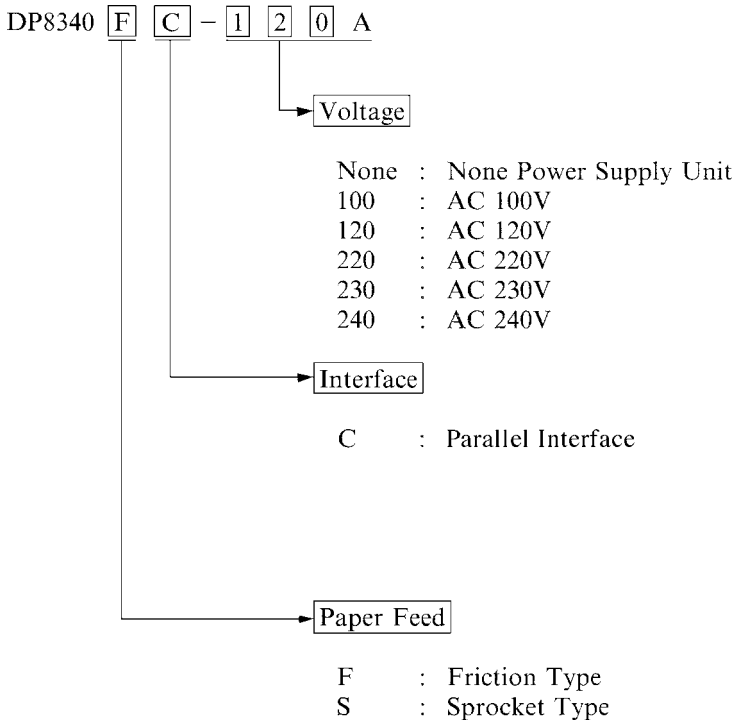 DP8340 F C – 1 2 0 A
Voltage
None : None Power Supply Unit
100 : AC 100V
120 : AC 120V
220 : AC 220V
230 : AC 230V
240 : AC 240V
Interface
C : Parallel Interface
Paper Feed
F : Friction Type
S : Sprocket Type